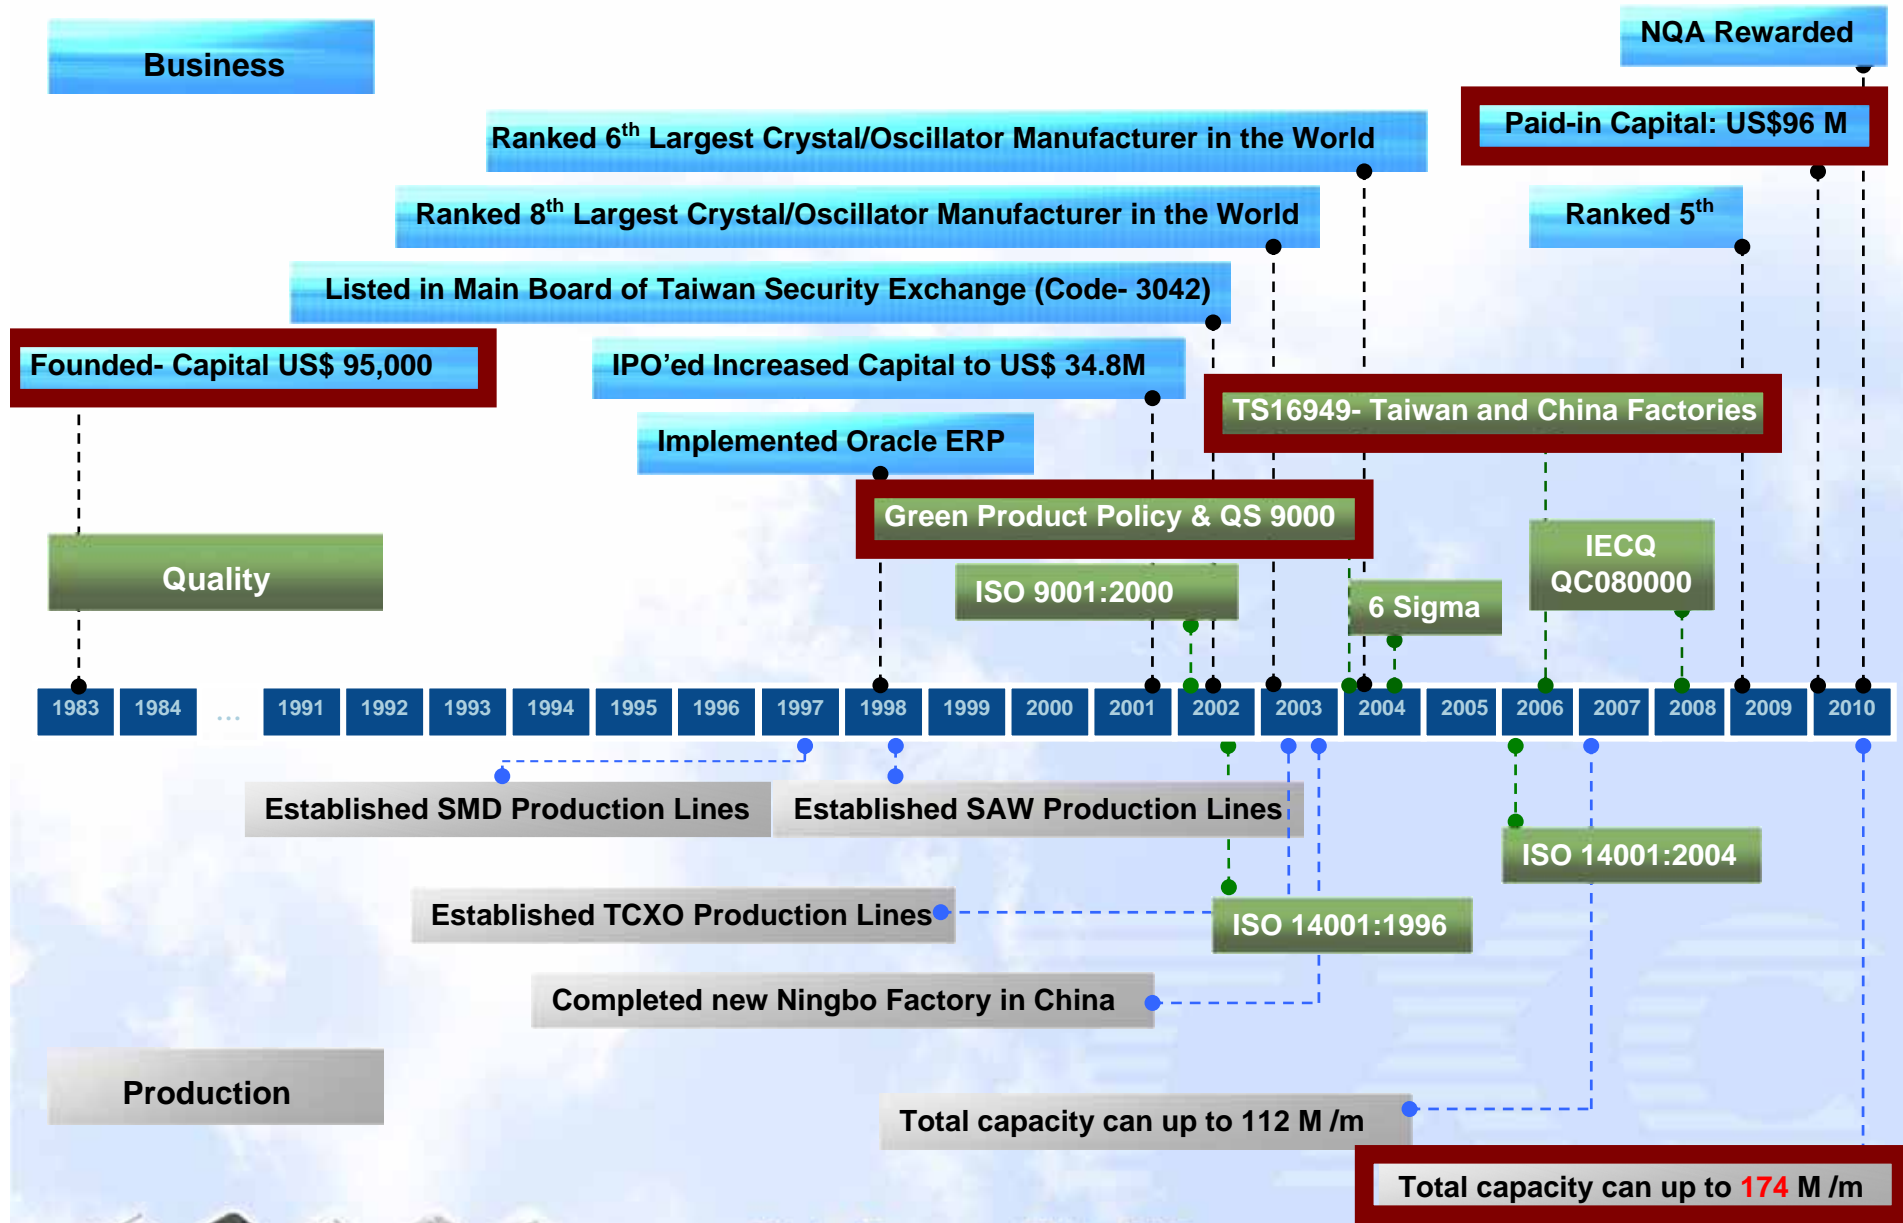 NQA Rewarded
Business
Paid-in Capital: US$96 M
Ranked 6th Largest Crystal/Oscillator Manufacturer in the World
Ranked 8th Largest Crystal/Oscillator Manufacturer in the World
Ranked 5th
Listed in Main Board of Taiwan Security Exchange (Code- 3042)
Founded- Capital US$ 95,000
IPO'ed Increased Capital to US$ 34.8M
TS16949- Taiwan and China Factories
Implemented Oracle ERP
Green Product Policy & QS 9000
IECQ
QC080000
Quality
ISO 9001:2000
6 Sigma
1983 1984 ... 1991 1992 1993 1994 1995 1996 1997 1998 1999 2000 2001 2002 2003 2004 2005 2006 2007 2008 2009 2010
Established SMD Production Lines
Established SAW Production Lines
ISO 14001:2004
Established TCXO Production Lines
ISO 14001:1996
Completed new Ningbo Factory in China
Production
Total capacity can up to 112 M /m
Total capacity can up to 174 M /m